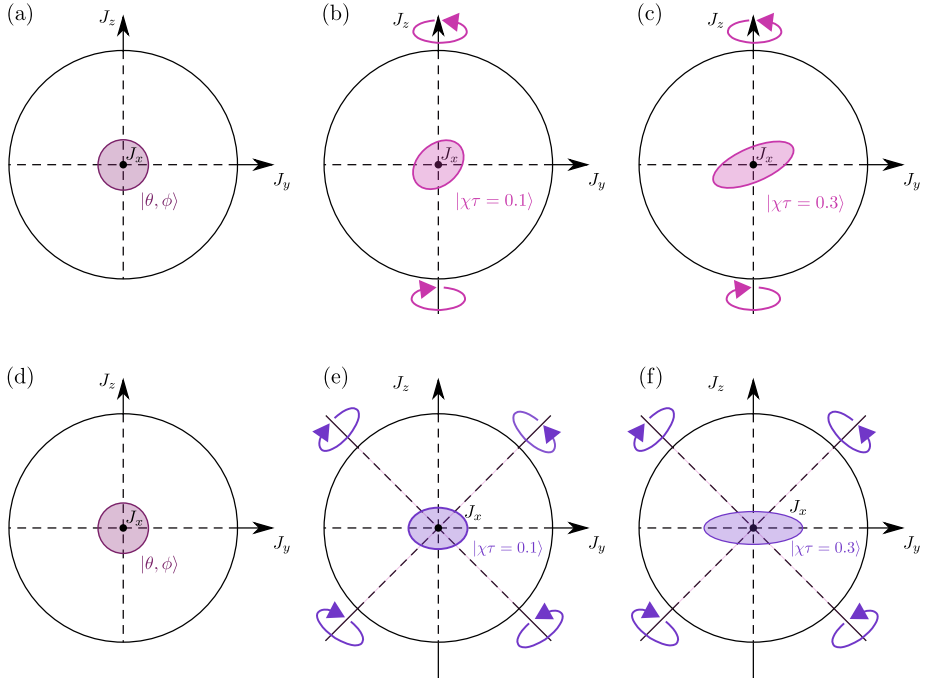 (a)
J_z
J_x
J_y
|θ, ϕ⟩
(b)
J_z
J_x
J_y
|χτ = 0.1⟩
(c)
J_z
J_x
J_y
|χτ = 0.3⟩
(d)
J_z
J_x
J_y
|θ, ϕ⟩
(e)
J_z
J_x
J_y
|χτ = 0.1⟩
(f)
J_z
J_x
J_y
|χτ = 0.3⟩